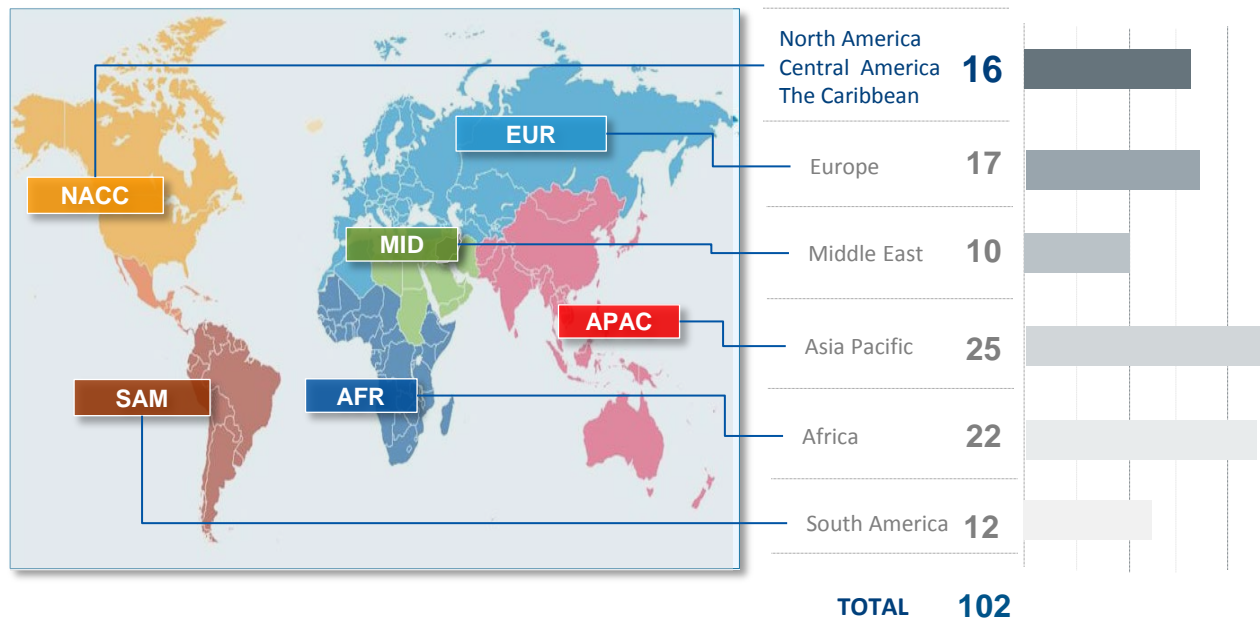 North America
Central America
The Caribbean
16
EUR
Europe
17
NACC
MID
Middle East
10
APAC
Asia Pacific
25
SAM
AFR
Africa
22
South America
12
TOTAL 102